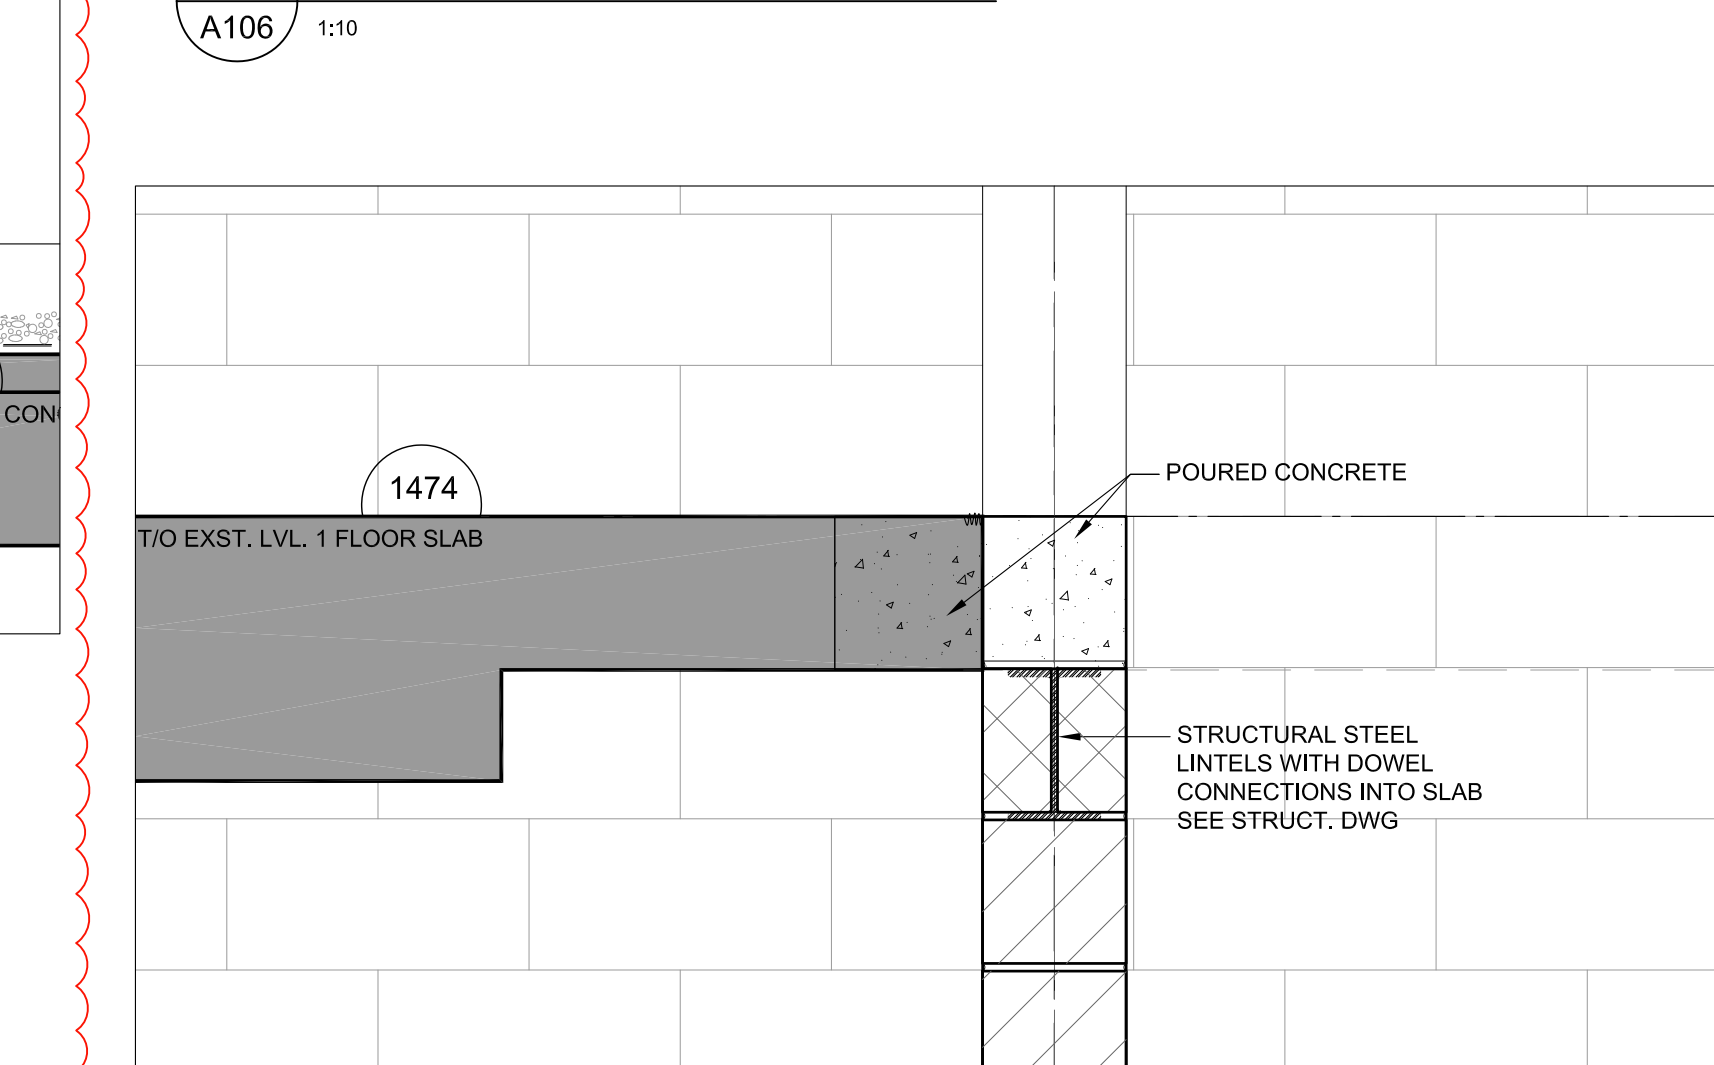 A106
1:10
CON
1474
T/O EXST. LVL. 1 FLOOR SLAB
POURED CONCRETE
STRUCTURAL STEEL
LINTELS WITH DOWEL
CONNECTIONS INTO SLAB
SEE STRUCT. DWG